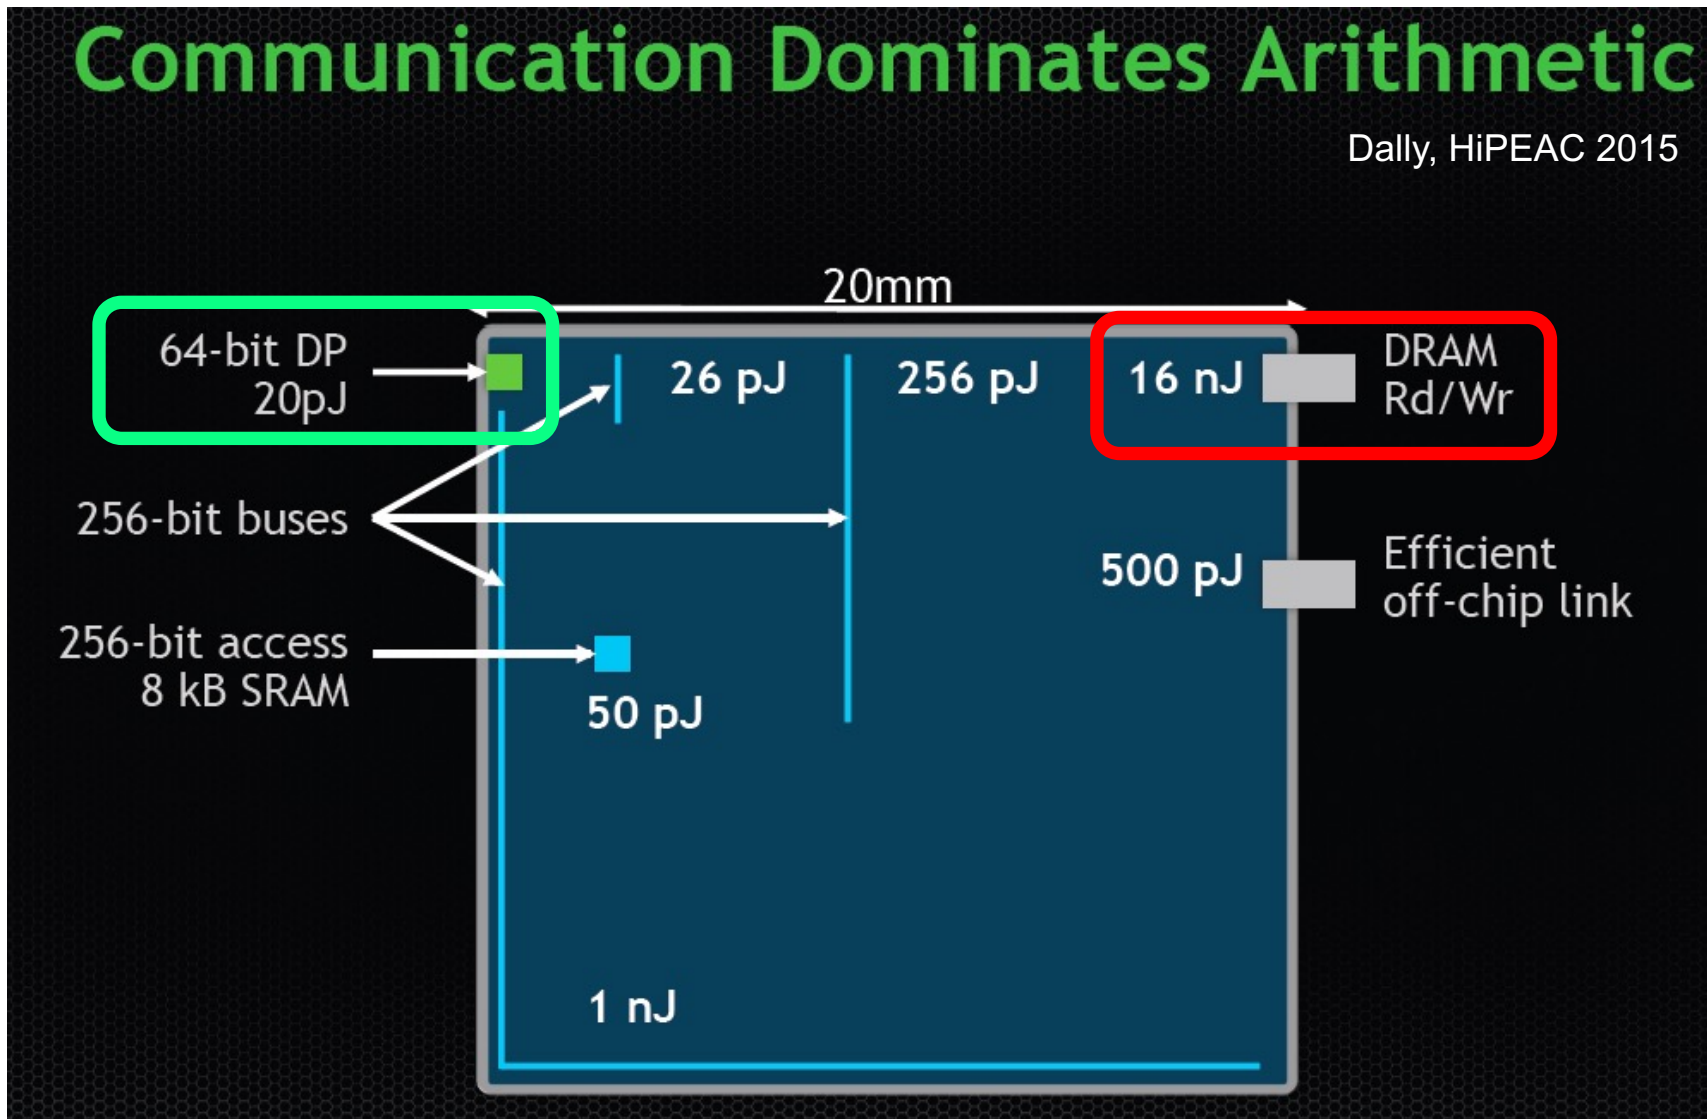 Communication Dominates Arithmetic
Dally, HiPEAC 2015
20mm
64-bit DP
20pJ
26 pJ
256 pJ
16 nJ
DRAM
Rd/Wr
256-bit buses
500 pJ
Efficient
off-chip link
256-bit access
8 kB SRAM
50 pJ
1 nJ